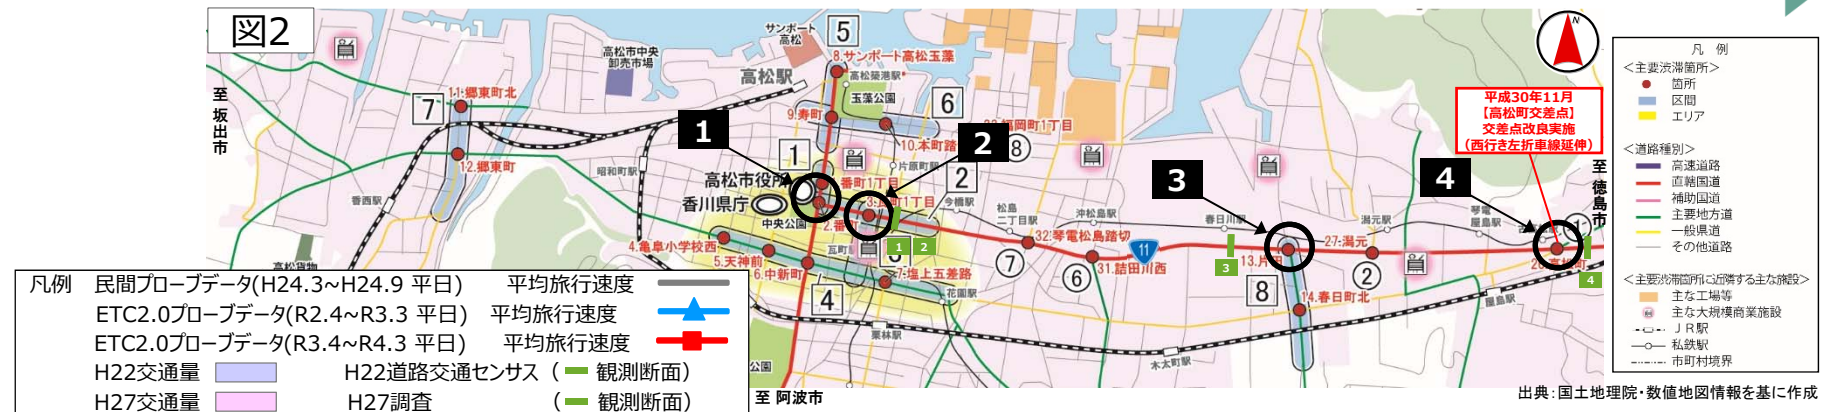 図2
サンポート
高松
5
8.サンポート高松玉藻
高松市中央
卸売市場
高松駅
高松築港駅
玉藻公園
6
至 坂出市
11.郷東町北
7
9.寿町
10.本町踏
福岡町1丁目
8
12.郷東町
1
2
片原町駅
1
昭和町駅
高松市役所
番町1丁目
2
香西駅
香川県庁
今橋駅
中央公園
2.番町
松島
二丁目駅
沖松島駅
3
春日川駅
4
潟元駅
琴電
屋島駅
平成30年11月
【高松町交差点】
交差点改良実施
(西行き左折車線延伸)
至 徳島市
4.亀阜小学校西
瓦町
1
2
32.琴電松島踏切
11
27.潟元
5.天神前
3
7
3
13.片田
6.中新町
7.塩上五差路
6
31.詰田川西
2
4
高松貨物
4
花園駅
8
14.春日町北
屋島駅
栗林駅
木太町駅
公園
至 阿波市
N
凡 例
<主要渋滞箇所>
箇所
区間
エリア
<道路種別>
高速道路
直轄国道
補助国道
主要地方道
一般県道
その他道路
<主要渋滞箇所に近隣する主な施設>
主な工場等
主な大規模商業施設
JR駅
私鉄駅
市町村境界
凡例 民間プローブデータ(H24.3~H24.9 平日) 平均旅行速度
ETC2.0プローブデータ(R2.4~R3.3 平日) 平均旅行速度
ETC2.0プローブデータ(R3.4~R4.3 平日) 平均旅行速度
H22交通量 H22道路交通センサス ( 観測断面)
H27交通量 H27調査 ( 観測断面)
出典:国土地理院・数値地図情報を基に作成